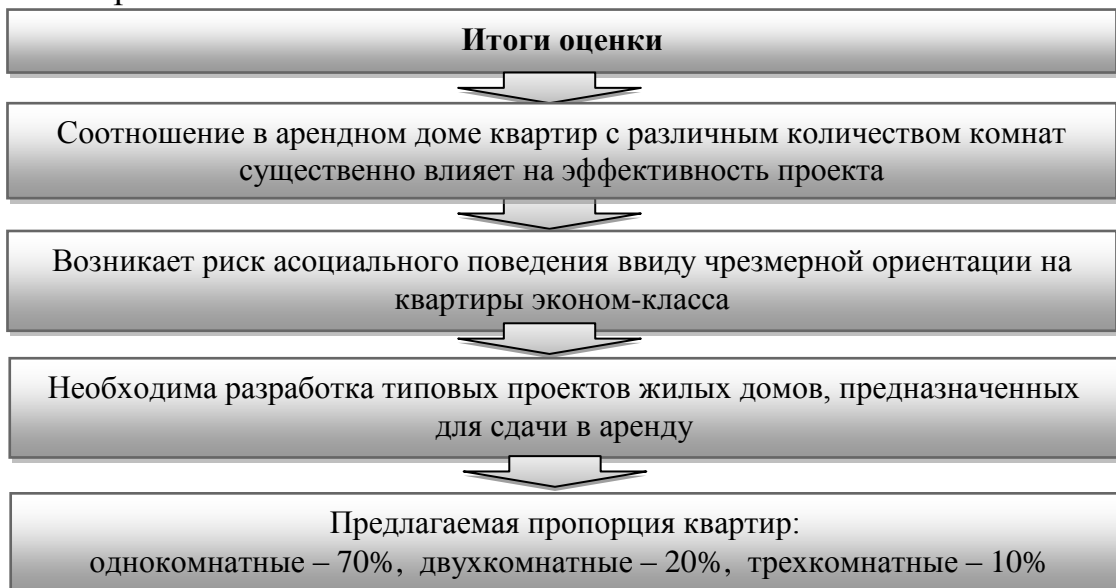 Итоги оценки
Соотношение в арендном доме квартир с различным количеством комнат
существенно влияет на эффективность проекта
Возникает риск асоциального поведения ввиду чрезмерной ориентации на
квартиры эконом-класса
Необходима разработка типовых проектов жилых домов, предназначенных
для сдачи в аренду
Предлагаемая пропорция квартир:
однокомнатные – 70%, двухкомнатные – 20%, трехкомнатные – 10%